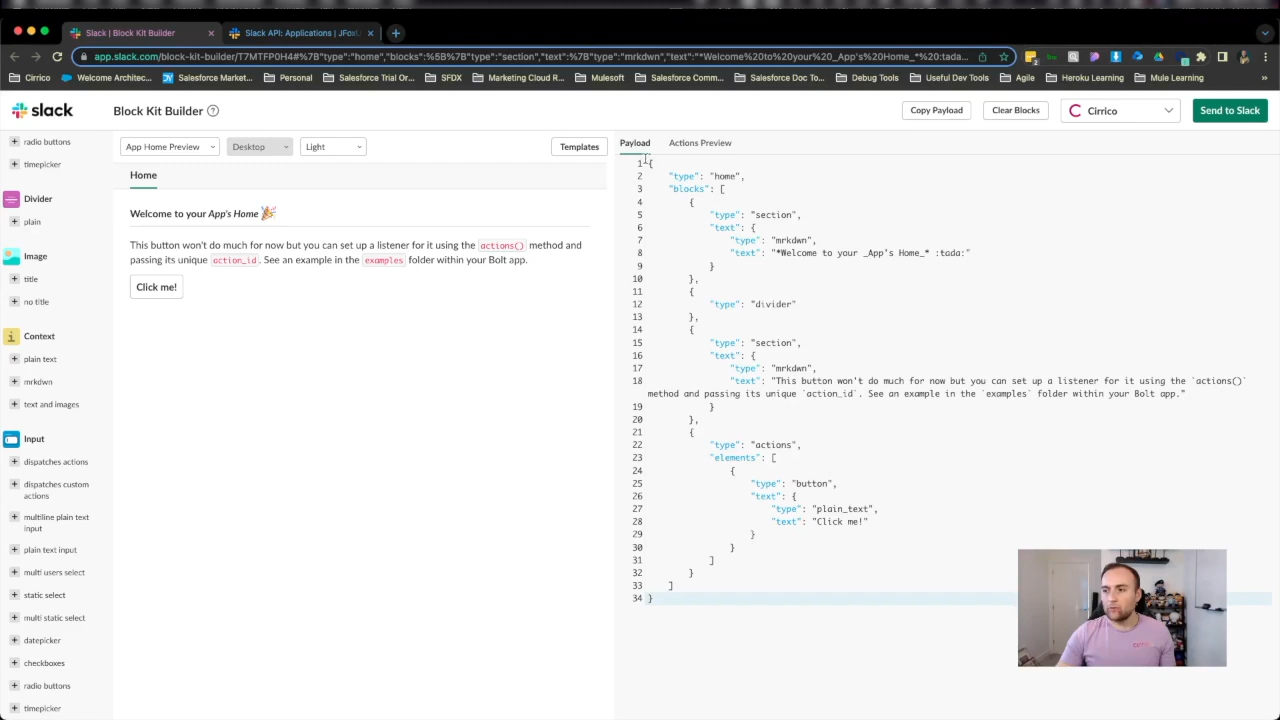 Slack | Block Kit Builder
Slack API: Applications | JFox
app.slack.com/block-kit-builder/T7MTFP0H4#%7B"type":"home","blocks":%5B%7B"type":"section","text":%7B"type":"mrkdwn","text":"*Welcome%20to%20your%20_App's%20Home_*%20:tada:...
Cirrico
Welcome Architec...
Salesforce Market...
Personal
Salesforce Trial Or...
SFDX
Marketing Cloud R...
Mulesoft
Salesforce Comm...
Salesforce Doc To...
Debug Tools
Useful Dev Tools
Agile
Heroku Learning
Mule Learning
»
slack
Block Kit Builder ?
Copy Payload
Clear Blocks
Cirrico
Send to Slack
radio buttons
timepicker
Divider
plain
Image
title
no title
Context
plain text
mrkdwn
text and images
Input
dispatches actions
dispatches custom
actions
multiline plain text
input
plain text input
multi users select
static select
multi static select
datepicker
checkboxes
radio buttons
timepicker
App Home Preview
Desktop
Light
Templates
Home
Welcome to your App's Home 🎉
This button won't do much for now but you can set up a listener for it using the actions() method and
passing its unique action_id. See an example in the examples folder within your Bolt app.
Click me!
Payload
Actions Preview
1 {
2 "type": "home",
3 "blocks": [
4 {
5 "type": "section",
6 "text": {
7 "type": "mrkdwn",
8 "text": "*Welcome to your _App's Home_* :tada:"
9 }
10 },
11 {
12 "type": "divider"
13 },
14 {
15 "type": "section",
16 "text": {
17 "type": "mrkdwn",
18 "text": "This button won't do much for now but you can set up a listener for it using the `actions()`
method and passing its unique `action_id`. See an example in the `examples` folder within your Bolt app."
19 }
20 },
21 {
22 "type": "actions",
23 "elements": [
24 {
25 "type": "button",
26 "text": {
27 "type": "plain_text",
28 "text": "Click me!"
29 }
30 }
31 ]
32 }
33 ]
34 }